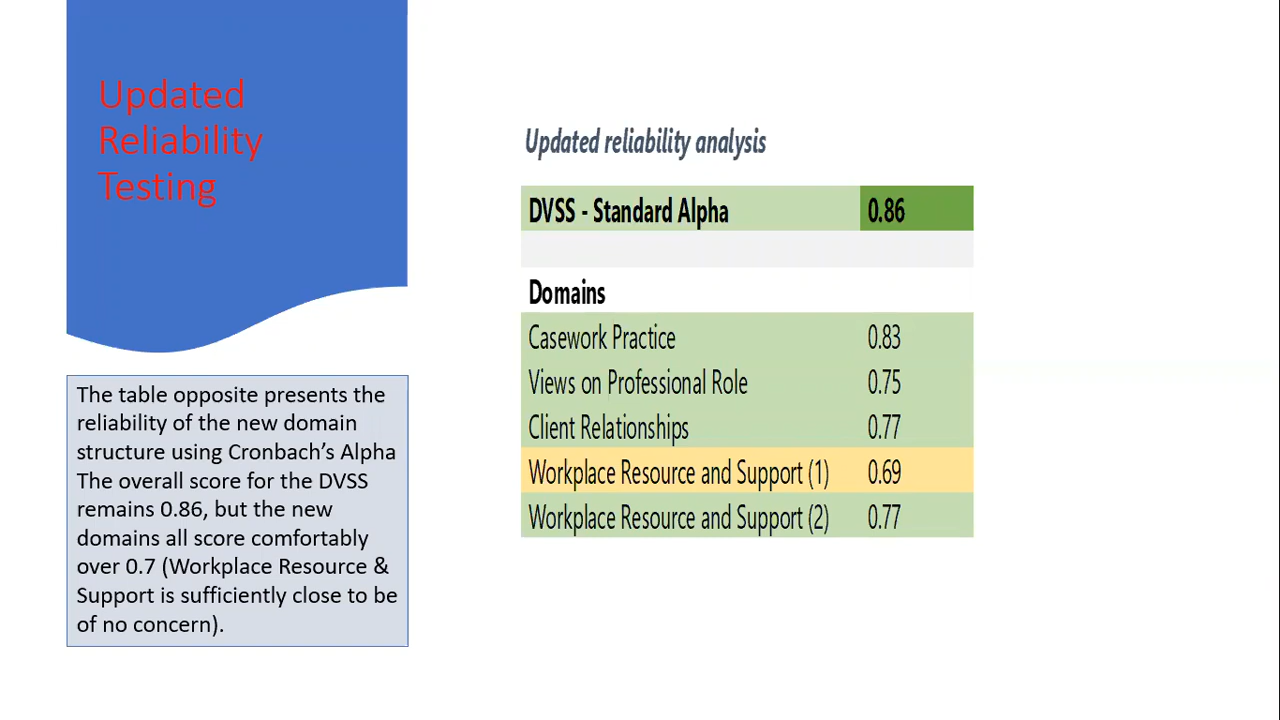 Updated
Reliability
Testing
The table opposite presents the
reliability of the new domain
structure using Cronbach’s Alpha
The overall score for the DVSS
remains 0.86, but the new
domains all score comfortably
over 0.7 (Workplace Resource &
Support is sufficiently close to be
of no concern).
Updated reliability analysis
DVSS - Standard Alpha 0.86
Domains
Casework Practice 0.83
Views on Professional Role 0.75
Client Relationships 0.77
Workplace Resource and Support (1) 0.69
Workplace Resource and Support (2) 0.77